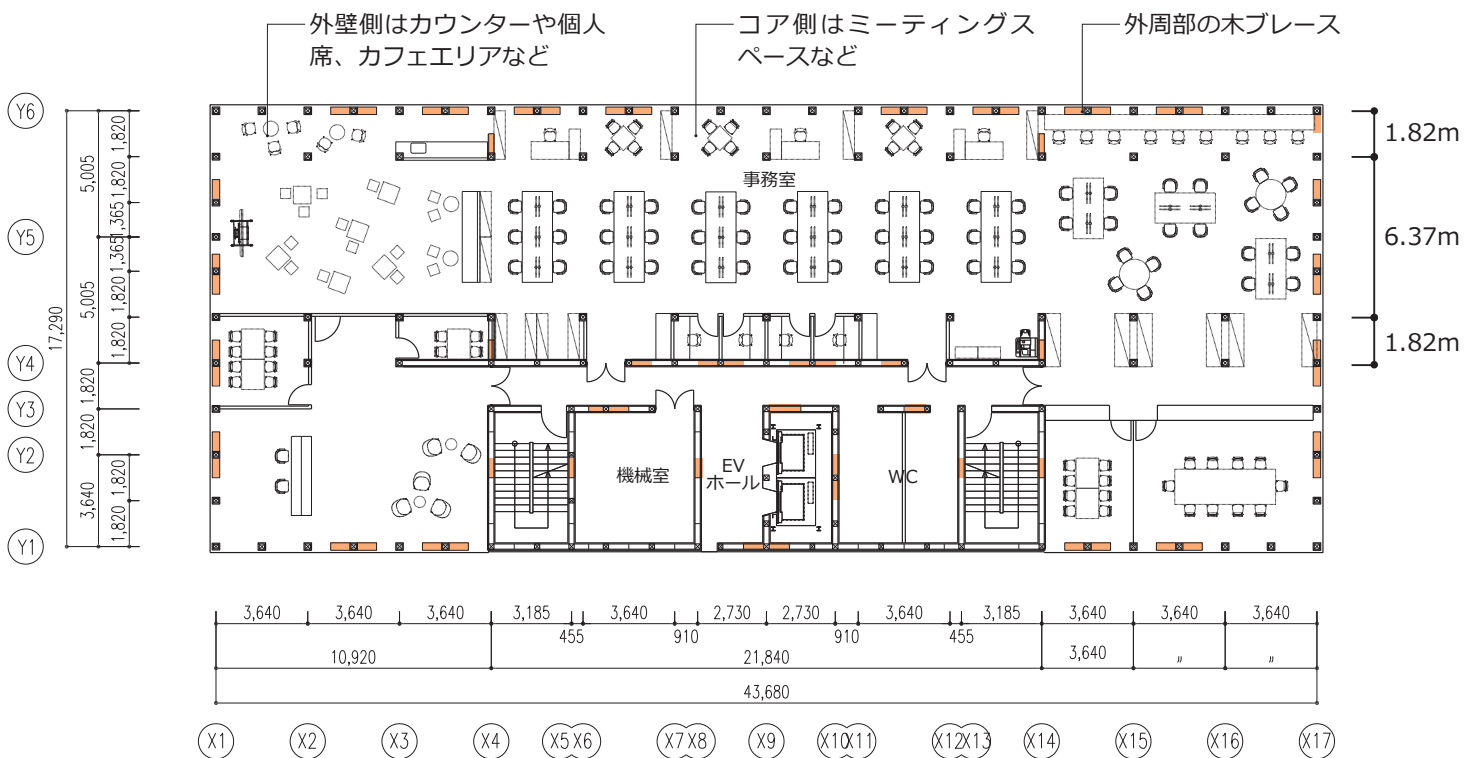 外壁側はカウンターや個人
席、カフェエリアなど
コア側はミーティングス
ペースなど
外周部の木ブレース
Y6
Y5
Y4
Y3
Y2
Y1
17,290
5,005
5,005
1,820
1,820
3,640
1,820
1,820
1,365
1,365
1,820
1,820
1,820
1,820
1.82m
6.37m
1.82m
事務室
機械室
EV
ホール
WC
3,640 3,640 3,640 3,185 3,640 2,730 2,730 3,640 3,185 3,640 3,640 3,640
455 910 910 455
10,920 21,840 3,640 〃 〃
43,680
X1 X2 X3 X4 X5 X6 X7 X8 X9 X10 X11 X12 X13 X14 X15 X16 X17